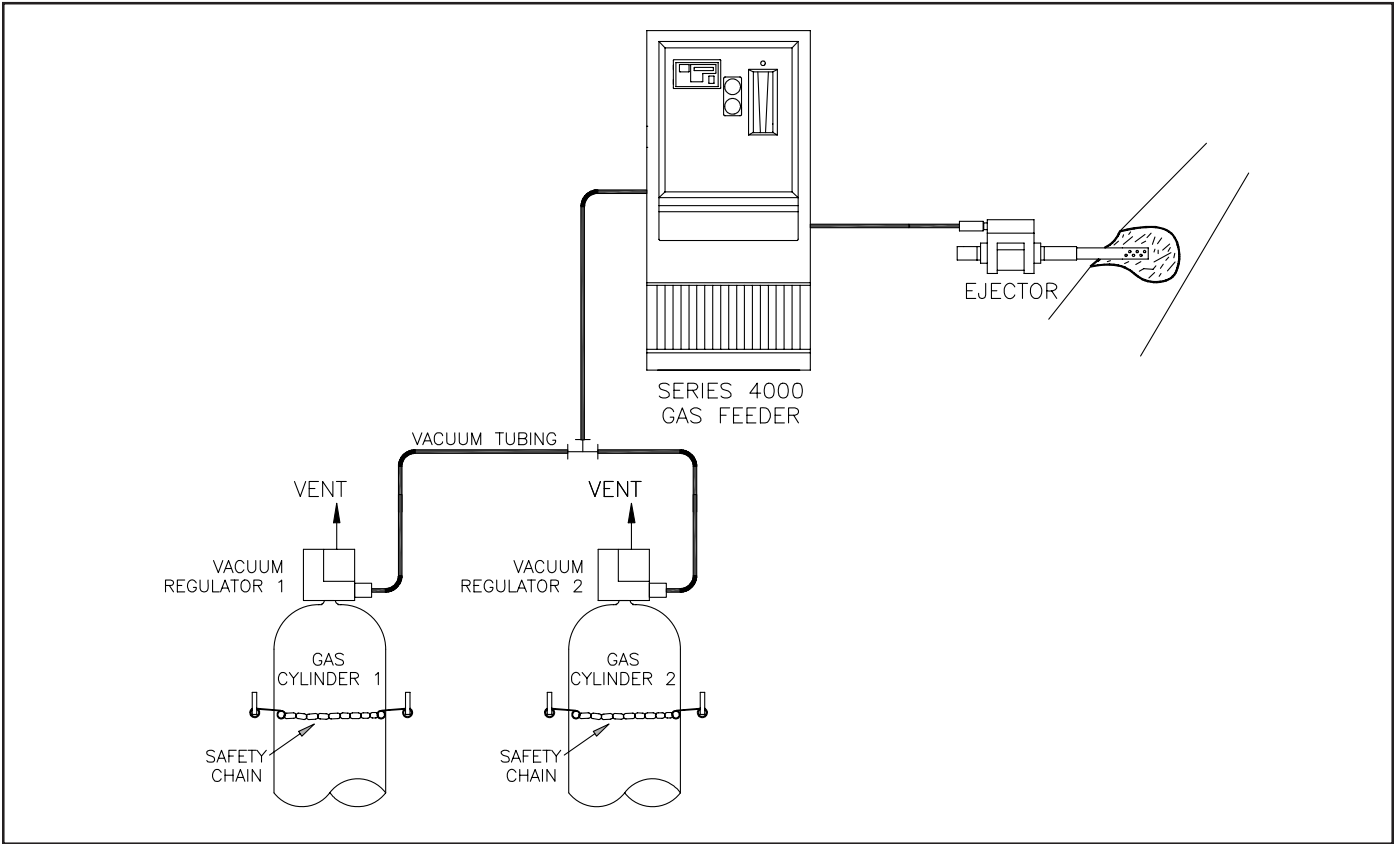 SERIES 4000
GAS FEEDER
EJECTOR
VACUUM TUBING
VENT
VENT
VACUUM
REGULATOR 1
VACUUM
REGULATOR 2
GAS
CYLINDER 1
GAS
CYLINDER 2
SAFETY
CHAIN
SAFETY
CHAIN